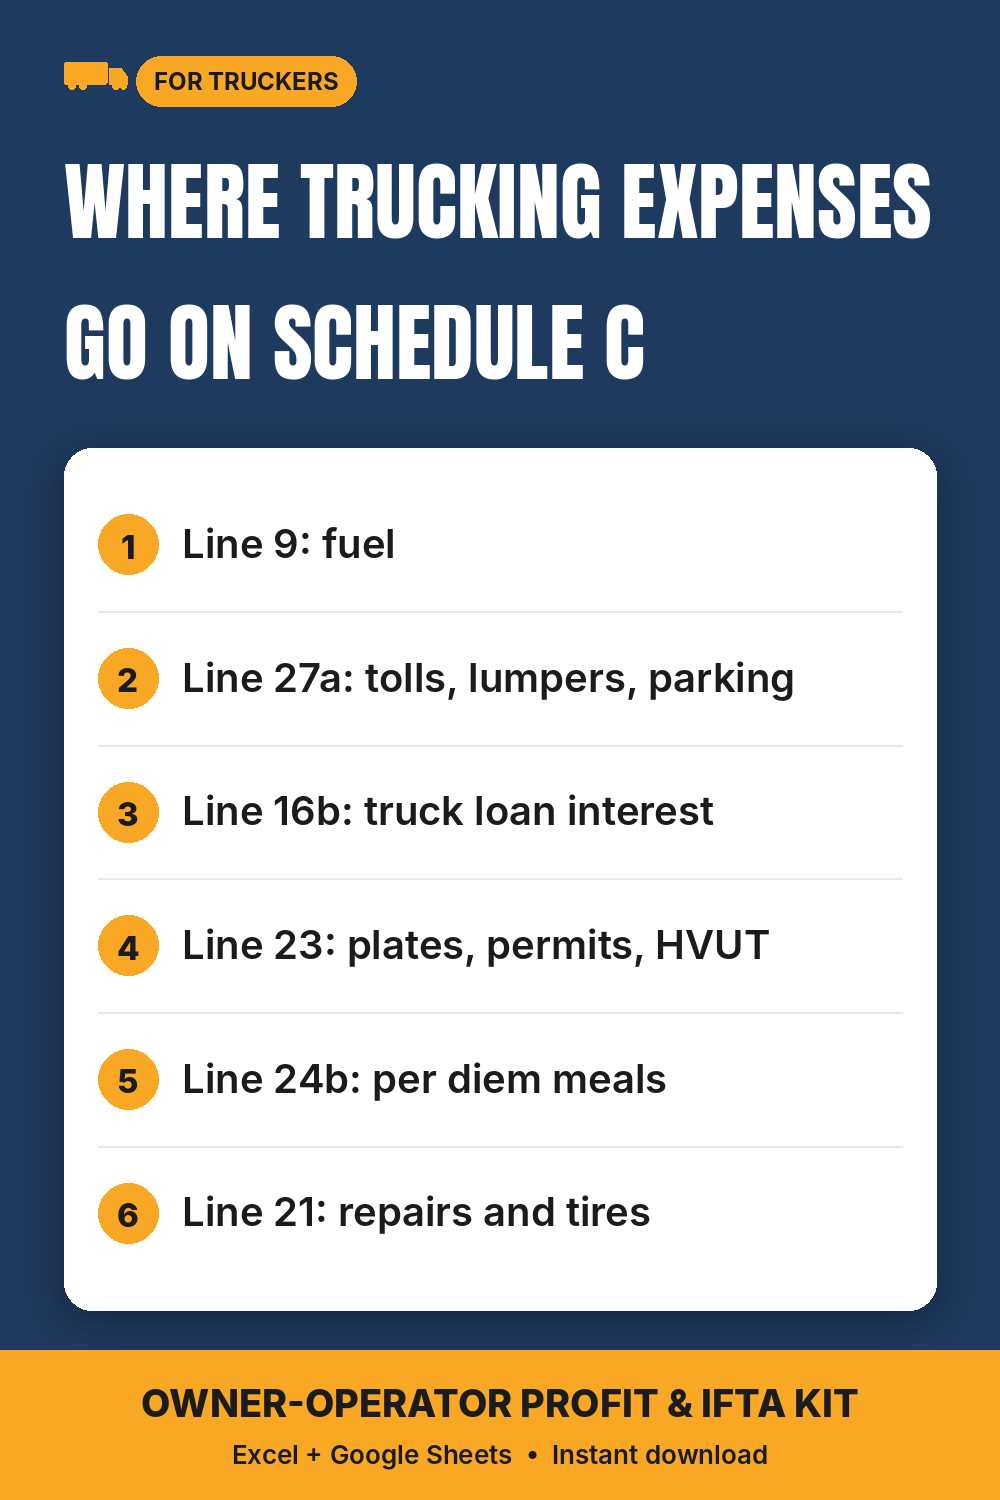 FOR TRUCKERS
WHERE TRUCKING EXPENSES
GO ON SCHEDULE C
1 Line 9: fuel
2 Line 27a: tolls, lumpers, parking
3 Line 16b: truck loan interest
4 Line 23: plates, permits, HVUT
5 Line 24b: per diem meals
6 Line 21: repairs and tires
OWNER-OPERATOR PROFIT & IFTA KIT
Excel + Google Sheets • Instant download